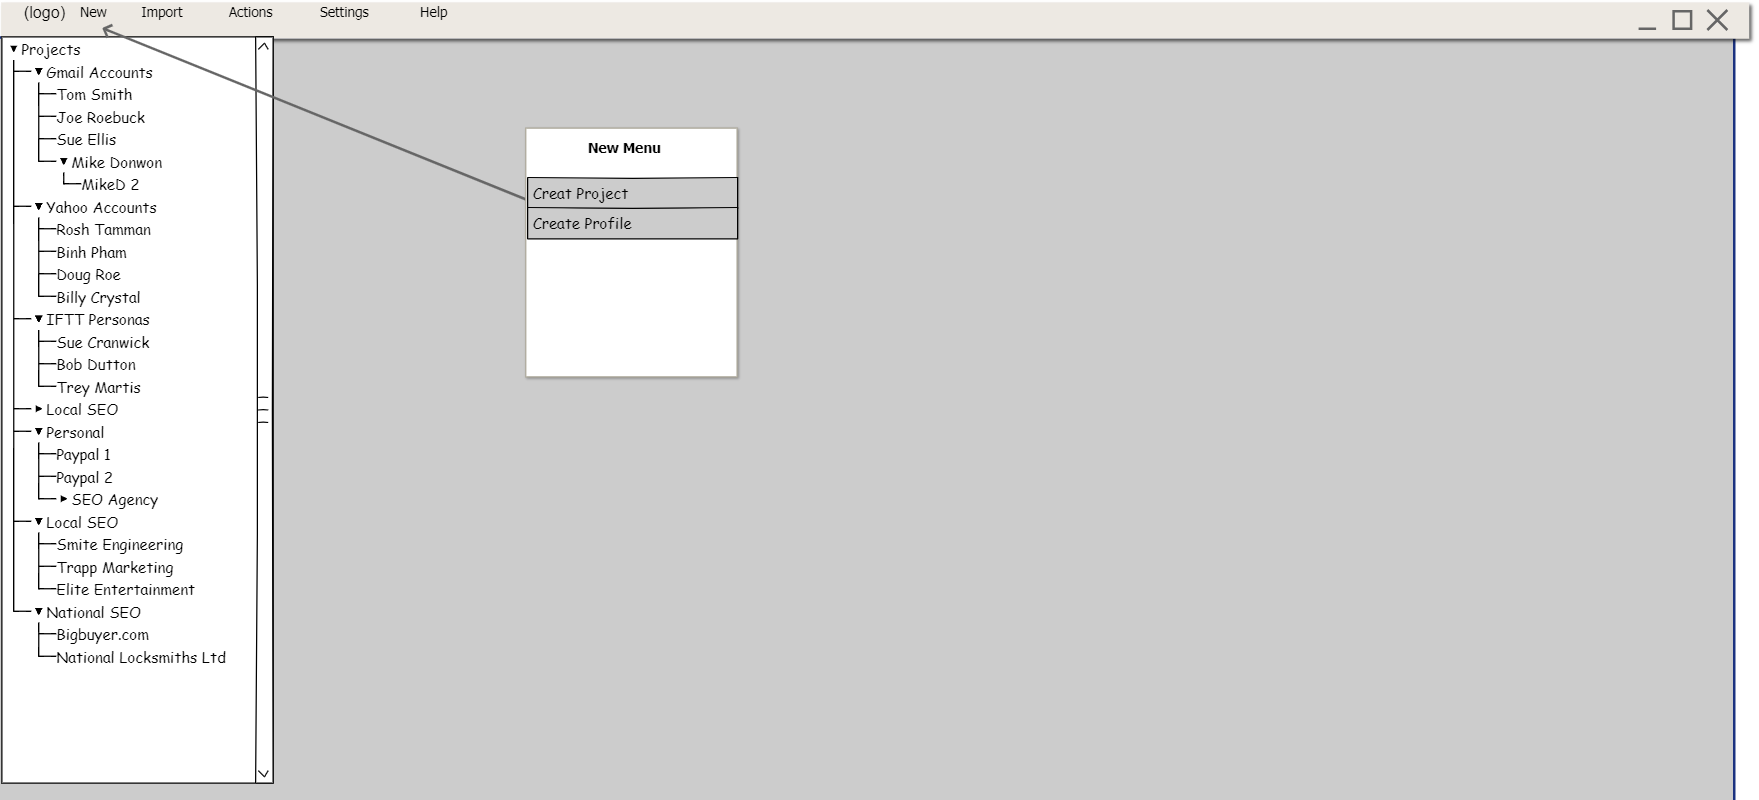 (logo) New Import Actions Settings Help
Projects
Gmail Accounts
Tom Smith
Joe Roebuck
Sue Ellis
Mike Donwon
MikeD 2
Yahoo Accounts
Rosh Tamman
Binh Pham
Doug Roe
Billy Crystal
IFTT Personas
Sue Cranwick
Bob Dutton
Trey Martis
Local SEO
Personal
Paypal 1
Paypal 2
SEO Agency
Local SEO
Smite Engineering
Trapp Marketing
Elite Entertainment
National SEO
Bigbuyer.com
National Locksmiths Ltd
New Menu
Creat Project
Create Profile